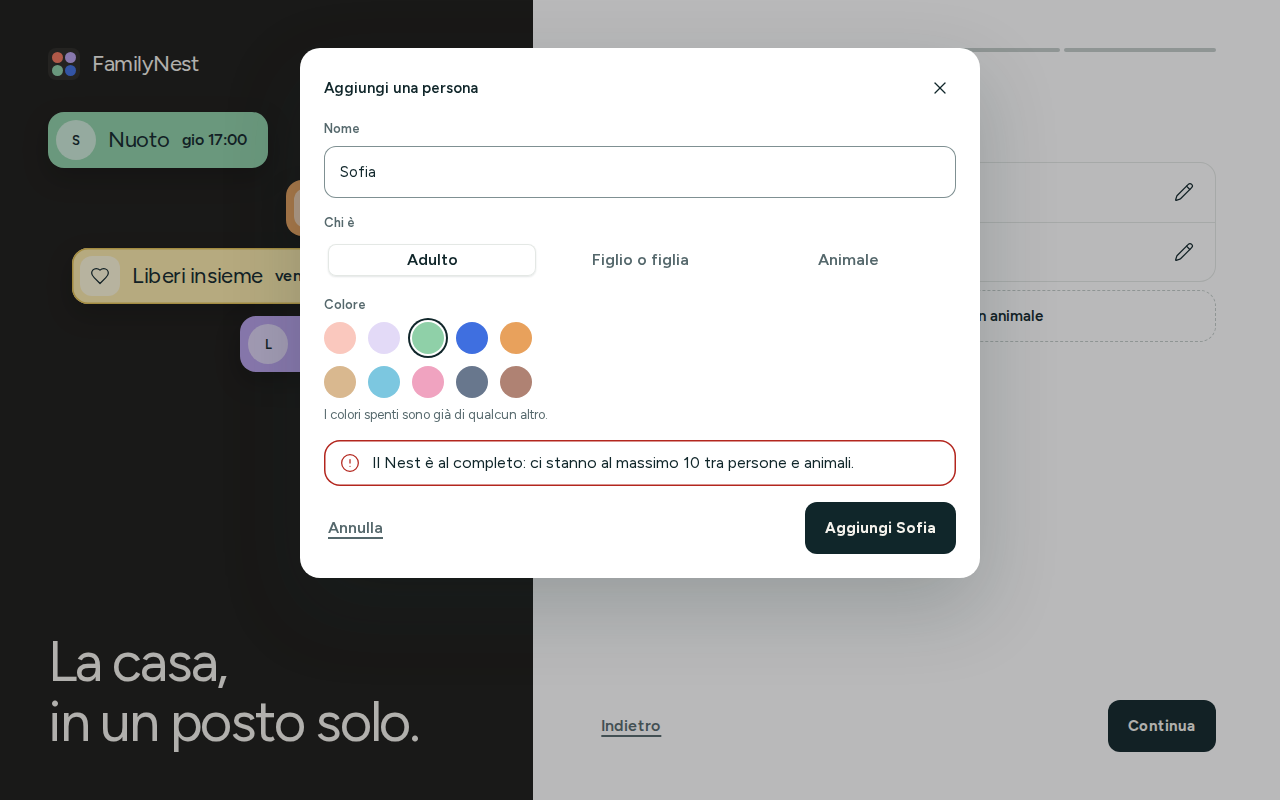 FamilyNest
S Nuoto gio 17:00
Liberi insieme ven
L
La casa,
in un posto solo.
Aggiungi una persona
Nome
Sofia
Chi è
Adulto Figlio o figlia Animale
Colore
I colori spenti sono già di qualcun altro.
Il Nest è al completo: ci stanno al massimo 10 tra persone e animali.
Annulla Aggiungi Sofia
animale
Indietro Continua